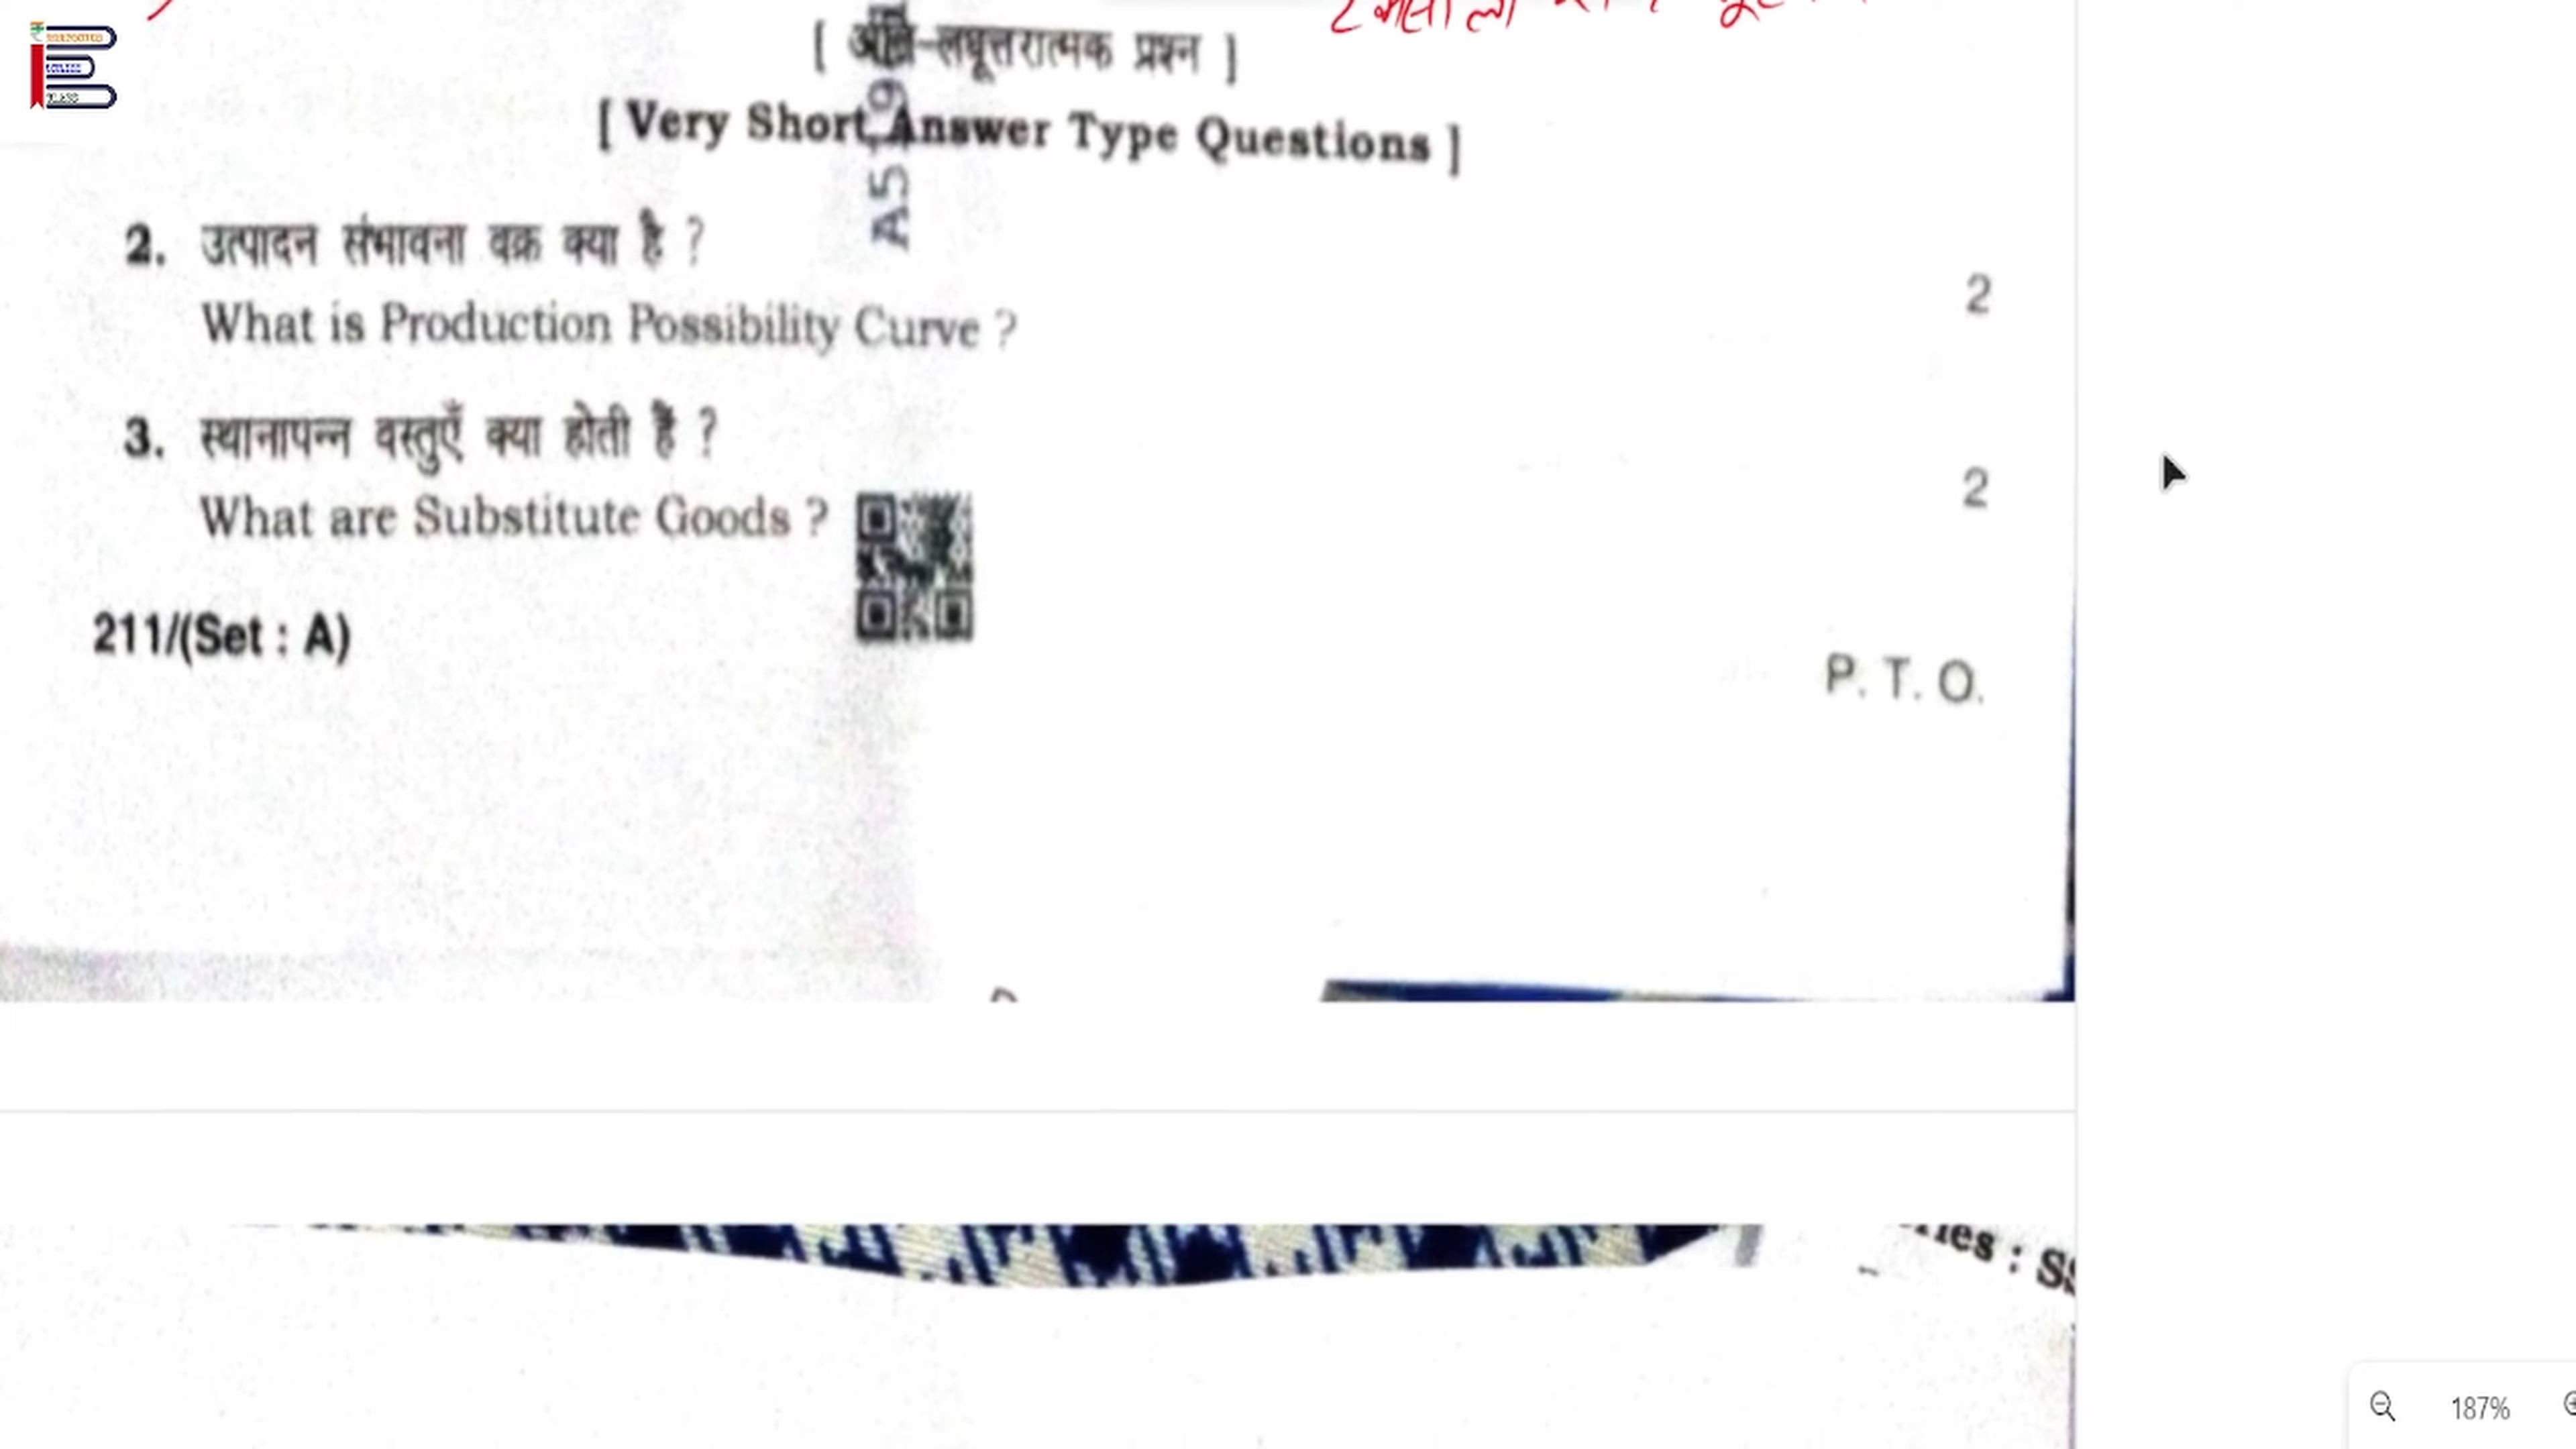 [ अति-लघूत्तरात्मक प्रश्न ]
[ Very Short Answer Type Questions ]
2. उत्पादन संभावना वक्र क्या है ?
2
What is Production Possibility Curve ?
3. स्थानापन्न वस्तुएँ क्या होती हैं ?
2
What are Substitute Goods ?
211/(Set : A)
P. T. O.
187%